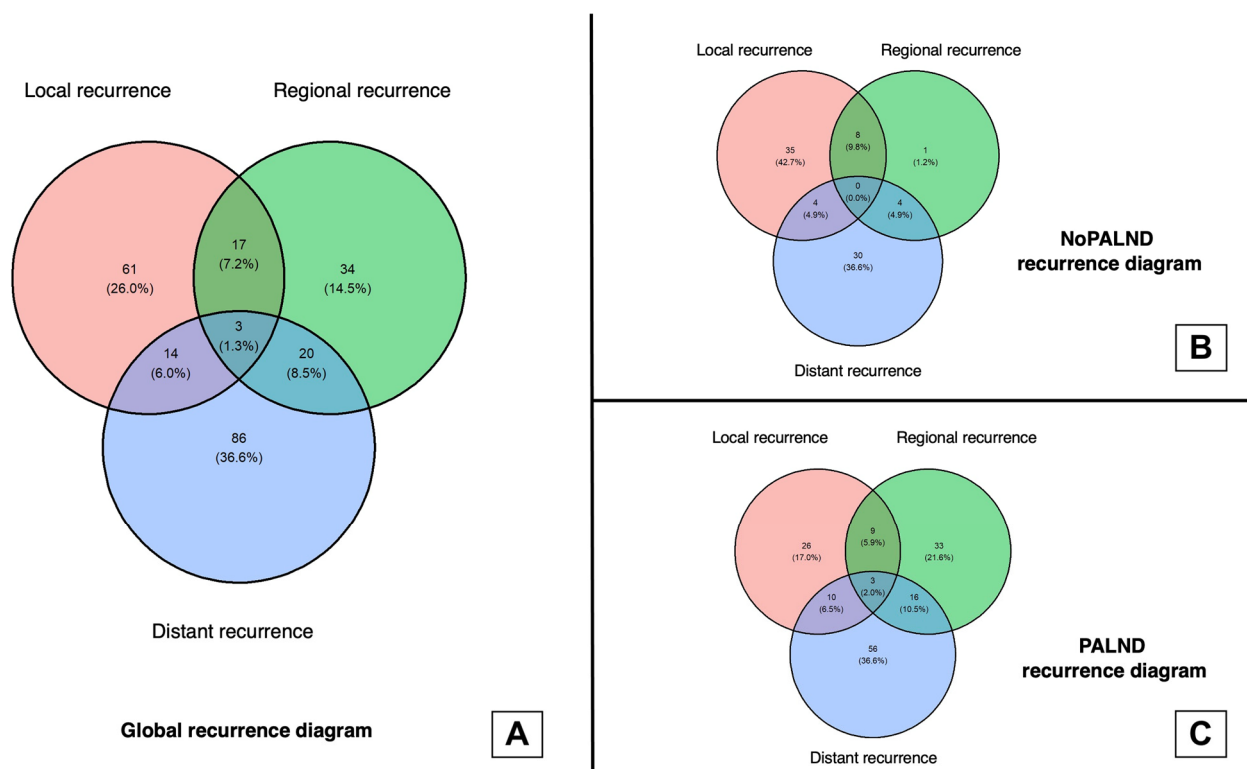 Local recurrence
Regional recurrence
61
(26.0%)
17
(7.2%)
34
(14.5%)
3
(1.3%)
14
(6.0%)
20
(8.5%)
86
(36.6%)
Distant recurrence
Global recurrence diagram
A
Local recurrence
Regional recurrence
35
(42.7%)
8
(9.8%)
1
(1.2%)
0
(0.0%)
4
(4.9%)
4
(4.9%)
30
(36.6%)
Distant recurrence
NoPALND
recurrence diagram
B
Local recurrence
Regional recurrence
26
(17.0%)
9
(5.9%)
33
(21.6%)
3
(2.0%)
10
(6.5%)
16
(10.5%)
56
(36.6%)
Distant recurrence
PALND
recurrence diagram
C